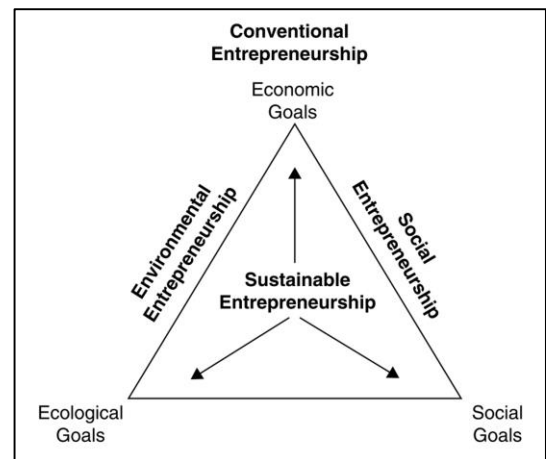 Conventional
Entrepreneurship
Economic
Goals
Environmental
Entrepreneurship
Social
Entrepreneurship
Sustainable
Entrepreneurship
Ecological
Goals
Social
Goals